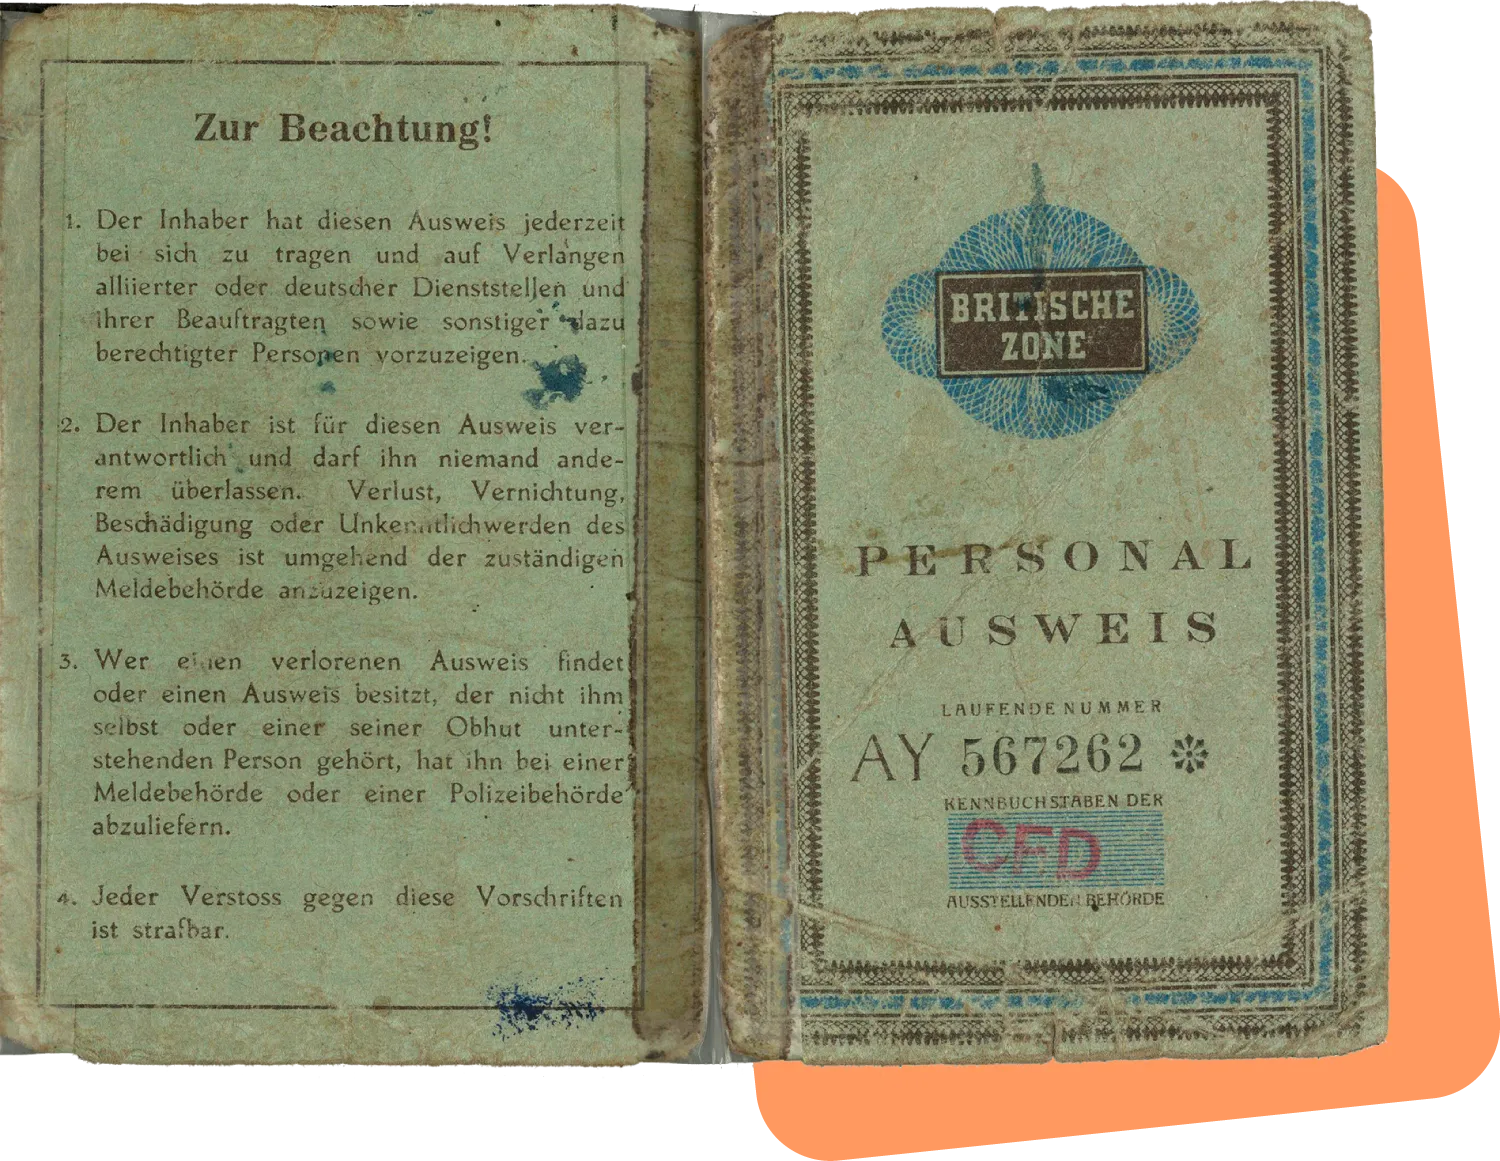 Zur Beachtung!
1. Der Inhaber hat diesen Ausweis jederzeit
bei sich zu tragen und auf Verlangen
alliierter oder deutscher Dienststellen und
ihrer Beauftragten sowie sonstiger dazu
berechtigter Personen vorzuzeigen.
2. Der Inhaber ist für diesen Ausweis ver-
antwortlich und darf ihn niemand ande-
rem überlassen. Verlust, Vernichtung,
Beschädigung oder Unkenntlichwerden des
Ausweises ist umgehend der zuständigen
Meldebehörde anzuzeigen.
3. Wer einen verlorenen Ausweis findet
oder einen Ausweis besitzt, der nicht ihm
selbst oder einer seiner Obhut unter-
stehenden Person gehört, hat ihn bei einer
Meldebehörde oder einer Polizeibehörde
abzuliefern.
4. Jeder Verstoss gegen diese Vorschriften
ist strafbar.
BRITISCHE
ZONE
PERSONAL
AUSWEIS
LAUFENDE NUMMER
AY 567262 *
KENNBUCHSTABEN DER
CFD
AUSSTELLENDEN BEHÖRDE